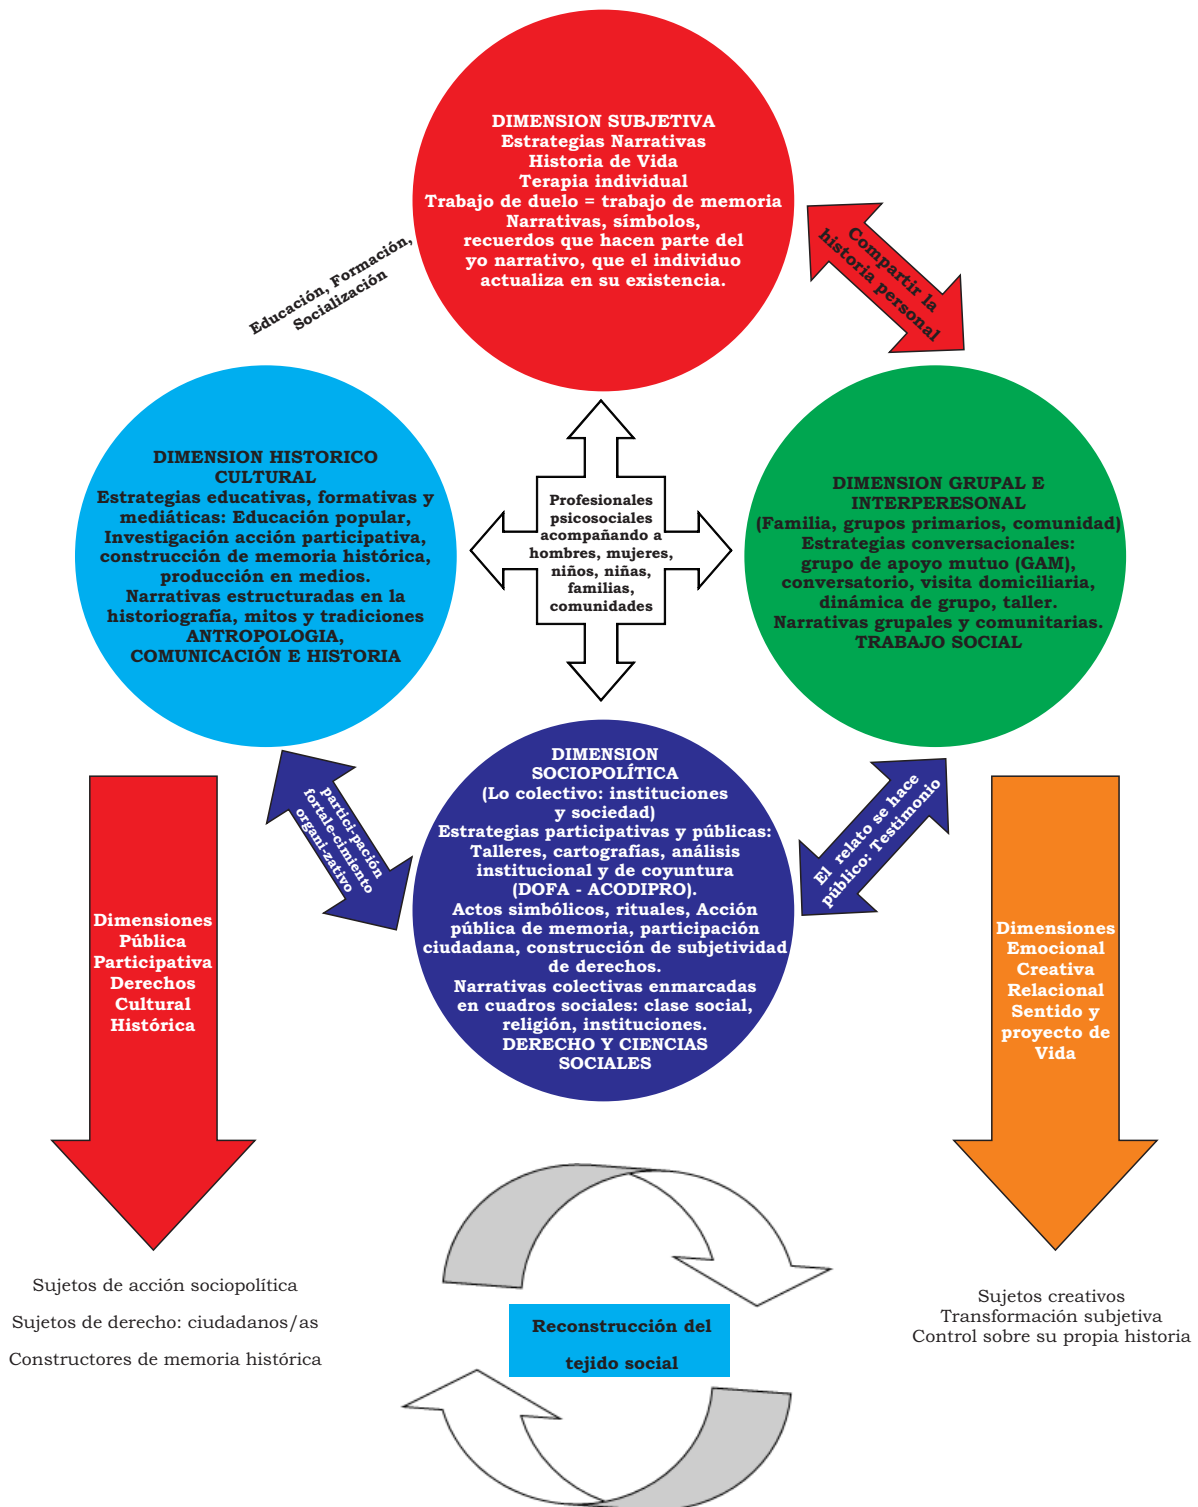 DIMENSION SUBJETIVA
Estrategias Narrativas
Historia de Vida
Terapia individual
Trabajo de duelo = trabajo de memoria
Narrativas, símbolos,
recuerdos que hacen parte del
yo narrativo, que el individuo
actualiza en su existencia.
Educación, Formación,
Socialización
Compartir la
historia personal
DIMENSION HISTORICO
CULTURAL
Estrategias educativas, formativas y
mediáticas: Educación popular,
Investigación acción participativa,
construcción de memoria histórica,
producción en medios.
Narrativas estructuradas en la
historiografía, mitos y tradiciones
ANTROPOLOGIA,
COMUNICACIÓN E HISTORIA
Profesionales
psicosociales
acompañando a
hombres, mujeres,
niños, niñas,
familias,
comunidades
DIMENSION GRUPAL E
INTERPERESONAL
(Familia, grupos primarios, comunidad)
Estrategias conversacionales:
grupo de apoyo mutuo (GAM),
conversatorio, visita domiciliaria,
dinámica de grupo, taller.
Narrativas grupales y comunitarias.
TRABAJO SOCIAL
partici-pación
fortale-cimiento
organi-zativo
DIMENSION
SOCIOPOLÍTICA
(Lo colectivo: instituciones
y sociedad)
Estrategias participativas y públicas:
Talleres, cartografías, análisis
institucional y de coyuntura
(DOFA - ACODIPRO).
Actos simbólicos, rituales, Acción
pública de memoria, participación
ciudadana, construcción de subjetividad
de derechos.
Narrativas colectivas enmarcadas
en cuadros sociales: clase social,
religión, instituciones.
DERECHO Y CIENCIAS
SOCIALES
El relato se hace
público: Testimonio
Dimensiones
Pública
Participativa
Derechos
Cultural
Histórica
Dimensiones
Emocional
Creativa
Relacional
Sentido y
proyecto de
Vida
Sujetos de acción sociopolítica
Sujetos de derecho: ciudadanos/as
Constructores de memoria histórica
Reconstrucción del
tejido social
Sujetos creativos
Transformación subjetiva
Control sobre su propia historia